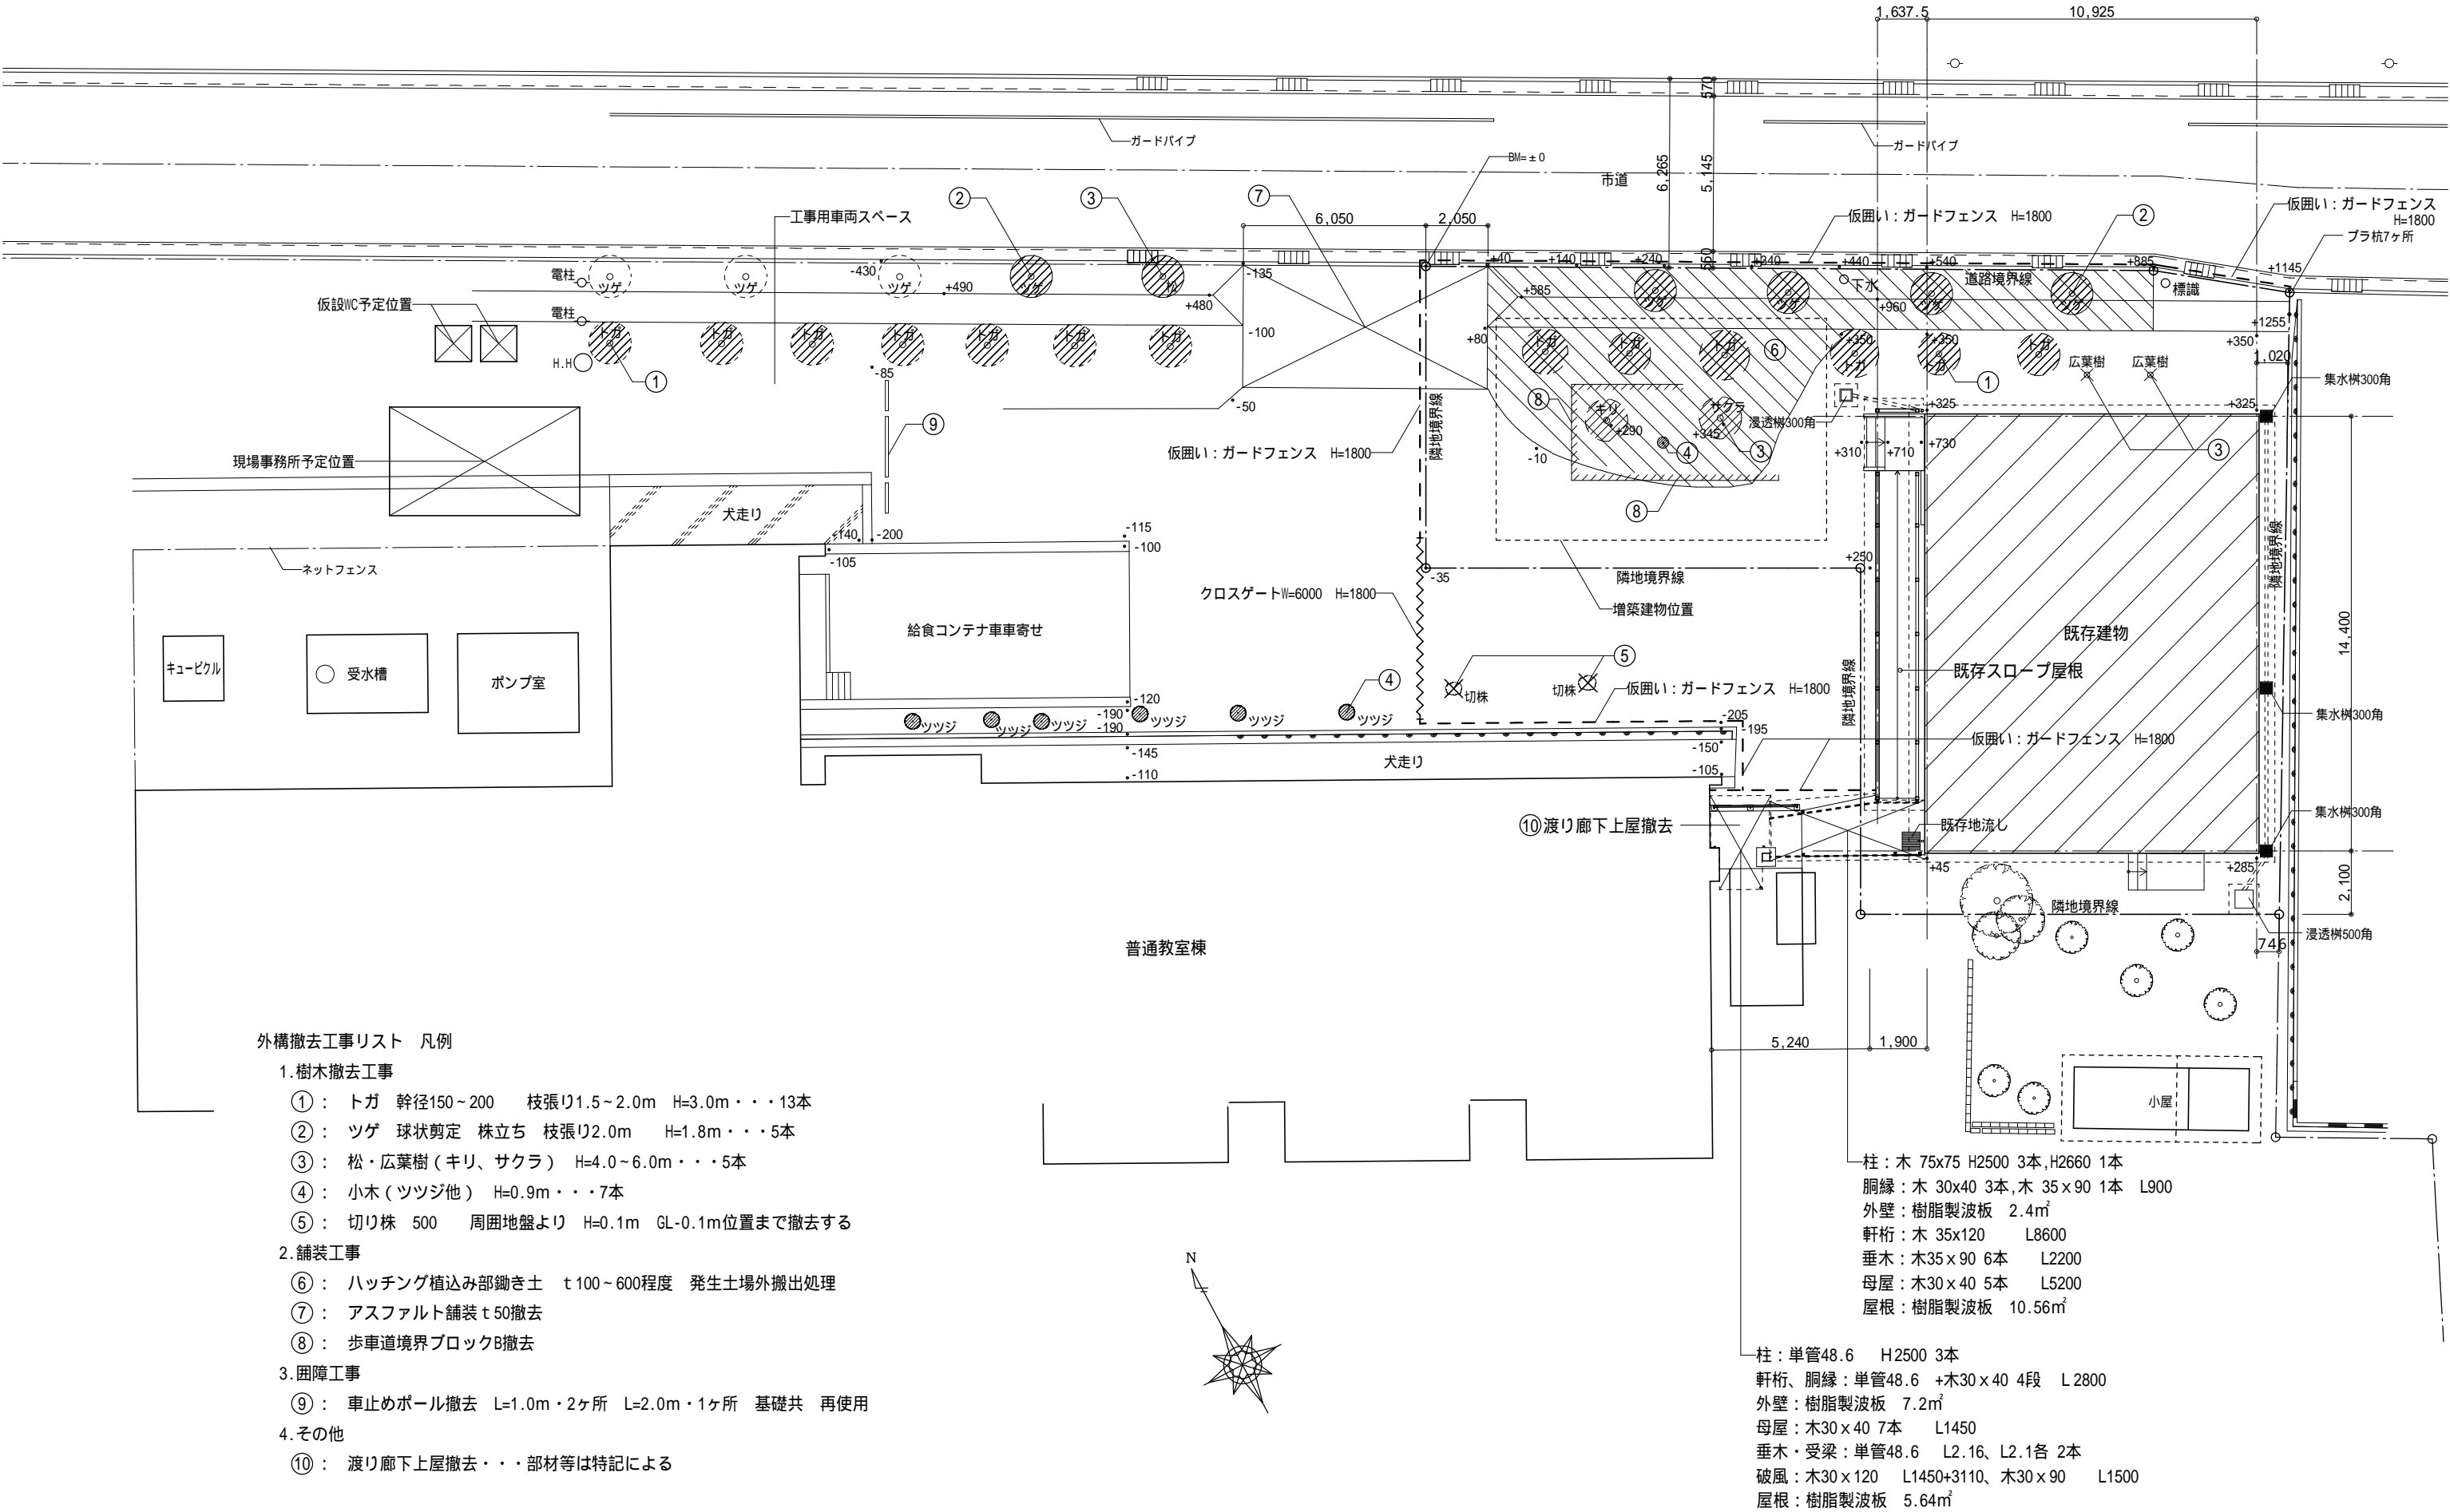 1,637.5
10,925
570
ガードパイプ
ガードパイプ
BM=±0
6,265
5,145
市道
②
③
⑦
工事用車両スペース
6,050
2,050
仮囲い：ガードフェンス　H=1800
②
仮囲い：ガードフェンス
H=1800
プラ杭7ヶ所
550
電柱
ツゲ
ツゲ
-430
ツゲ
ツゲ
松
-135
+40
+140
+240
+340
+440
+540
+885
+1145
道路境界線
下水
標識
ツゲ
ツゲ
ツゲ
ツゲ
+490
+480
+585
+960
仮設WC予定位置
電柱
-100
+80
+1255
+350
+350
+350
1,020
H.H
トガ
トガ
トガ
トガ
トガ
トガ
トガ
トガ
トガ
トガ
トガ
トガ
トガ
⑥
広葉樹
広葉樹
①
①
-85
-50
⑧
集水桝300角
キリ
サクラ
浸透桝300角
+325
+325
⑨
隣地境界線
+290
+345
④
③
+310
+710
+730
③
現場事務所予定位置
仮囲い：ガードフェンス　H=1800
-10
⑧
犬走り
-140
-200
-115
-100
-105
隣地境界線
ネットフェンス
-35
+250
隣地境界線
増築建物位置
クロスゲートW=6000　H=1800
給食コンテナ車車寄せ
既存建物
14,400
キュービクル
受水槽
ポンプ室
⑤
④
切株
切株
既存スロープ屋根
仮囲い：ガードフェンス　H=1800
隣地境界線
-120
-190
-190
ツツジ
ツツジ
ツツジ
ツツジ
ツツジ
ツツジ
-205
-195
集水桝300角
-145
-150
仮囲い：ガードフェンス　H=1800
犬走り
-110
-105
集水桝300角
⑩渡り廊下上屋撤去
既存地流し
+45
+285
2,100
隣地境界線
浸透桝500角
746
普通教室棟
5,240
1,900
小屋
外構撤去工事リスト　凡例
1.樹木撤去工事
①：　トガ　幹径150~200　　枝張り1.5~2.0m　H=3.0m・・・13本
②：　ツゲ　球状剪定　株立ち　枝張り2.0m　　H=1.8m・・・5本
③：　松・広葉樹（キリ、サクラ）　H=4.0~6.0m・・・5本
④：　小木（ツツジ他）　H=0.9m・・・7本
⑤：　切り株　500　　周囲地盤より　H=0.1m　GL-0.1m位置まで撤去する
2.舗装工事
⑥：　ハッチング植込み部鋤き土　t100~600程度　発生土場外搬出処理
⑦：　アスファルト舗装t50撤去
⑧：　歩車道境界ブロックB撤去
3.囲障工事
⑨：　車止めポール撤去　L=1.0m・2ヶ所　L=2.0m・1ヶ所　基礎共　再使用
4.その他
⑩：　渡り廊下上屋撤去・・・部材等は特記による
N
柱：木 75x75 H2500 3本,H2660 1本
胴縁：木 30x40 3本,木 35x90 1本　L900
外壁：樹脂製波板　2.4㎡
軒桁：木 35x120　　L8600
垂木：木35x90 6本　　L2200
母屋：木30x40 5本　　L5200
屋根：樹脂製波板　10.56㎡
柱：単管48.6　 H2500 3本
軒桁、胴縁：単管48.6　+木30x40 4段　L2800
外壁：樹脂製波板　7.2㎡
母屋：木30x40 7本　　L1450
垂木・受梁：単管48.6　 L2.16、L2.1各 2本
破風：木30x120　 L1450+3110、木30x90　　L1500
屋根：樹脂製波板　5.64㎡